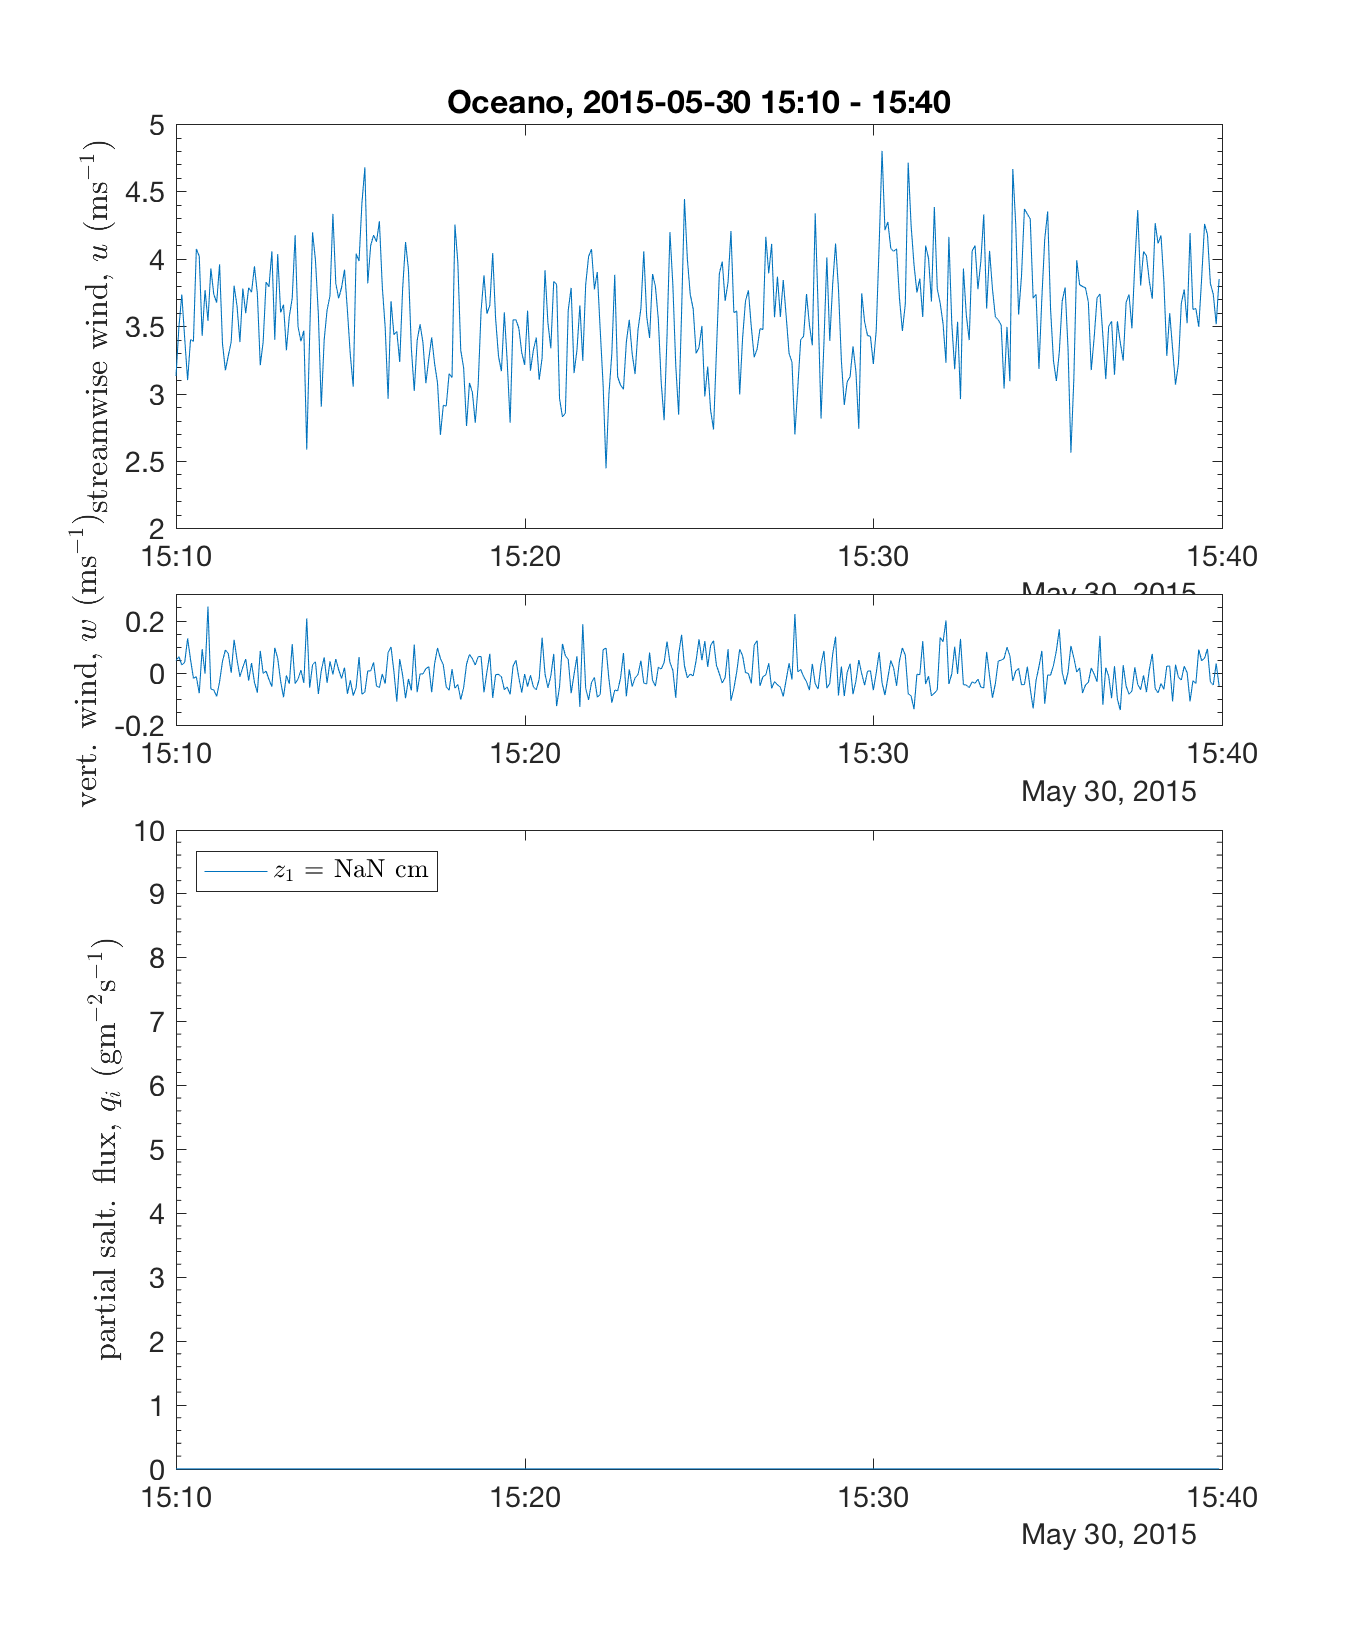 Oceano, 2015-05-30 15:10 - 15:40
streamwise wind, u (ms⁻¹)
5
4.5
4
3.5
3
2.5
2
15:10 15:20 15:30 15:40
May 30, 2015
vert. wind, w (ms⁻¹)
0.2
0
-0.2
15:10 15:20 15:30 15:40
May 30, 2015
partial salt. flux, qᵢ (gm⁻²s⁻¹)
10
9
8
7
6
5
4
3
2
1
0
z₁ = NaN cm
15:10 15:20 15:30 15:40
May 30, 2015